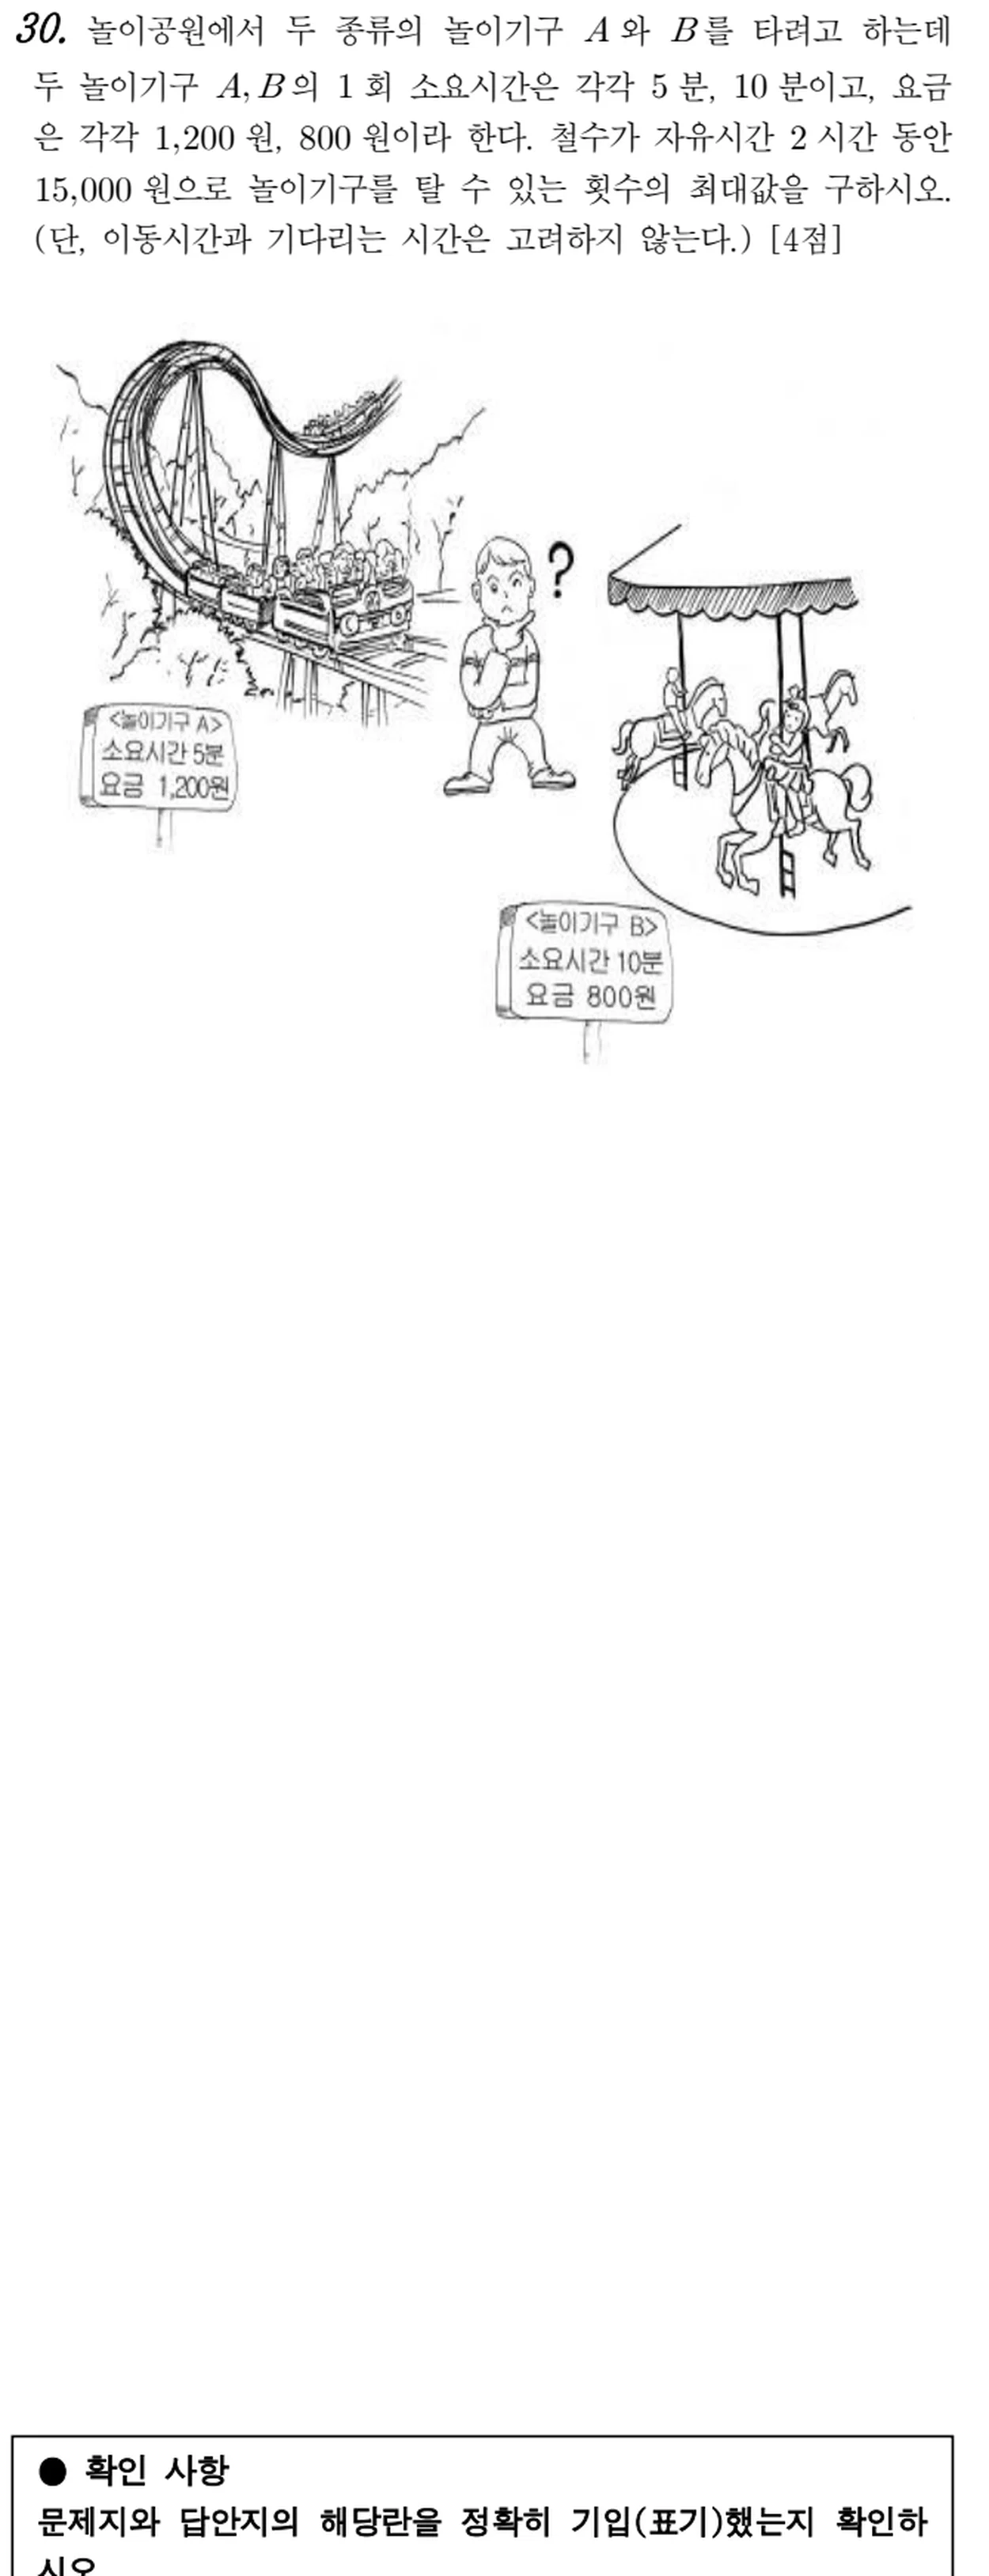 30. 놀이공원에서 두 종류의 놀이기구 A와 B를 타려고 하는데
두 놀이기구 A, B의 1회 소요시간은 각각 5분, 10분이고, 요금
은 각각 1,200원, 800원이라 한다. 철수가 자유시간 2시간 동안
15,000원으로 놀이기구를 탈 수 있는 횟수의 최대값을 구하시오.
(단, 이동시간과 기다리는 시간은 고려하지 않는다.) [4점]
?
<놀이기구 A>
소요시간 5분
요금 1,200원
<놀이기구 B>
소요시간 10분
요금 800원
● 확인 사항
문제지와 답안지의 해당란을 정확히 기입(표기)했는지 확인하
시오